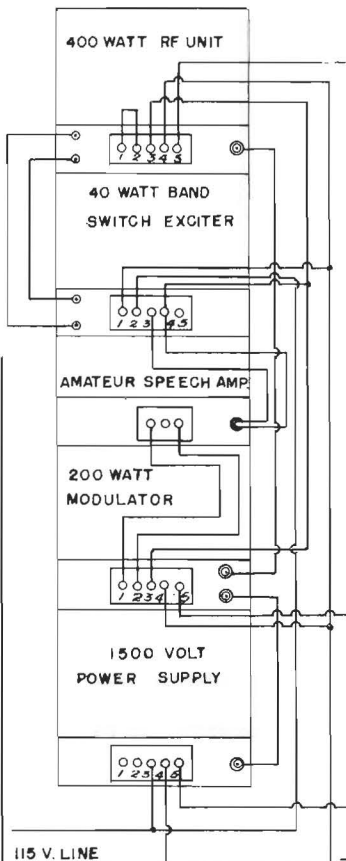 400 WATT RF UNIT
1 2 3 4 5
40 WATT BAND
SWITCH EXCITER
1 2 3 4 5
AMATEUR SPEECH AMP.
200 WATT
MODULATOR
1 2 3 4 5
1500 VOLT
POWER SUPPLY
1 2 3 4 5
115 V. LINE